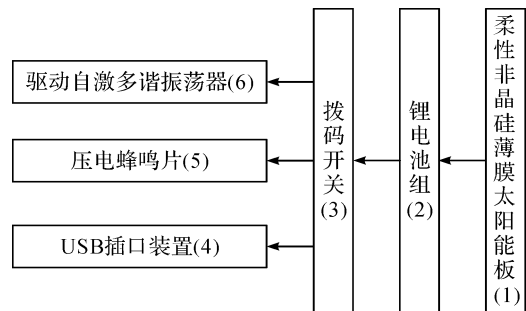 驱动自激多谐振荡器(6)
压电蜂鸣片(5)
USB插口装置(4)
拨码开关(3)
锂电池组(2)
柔性非晶硅薄膜太阳能板(1)